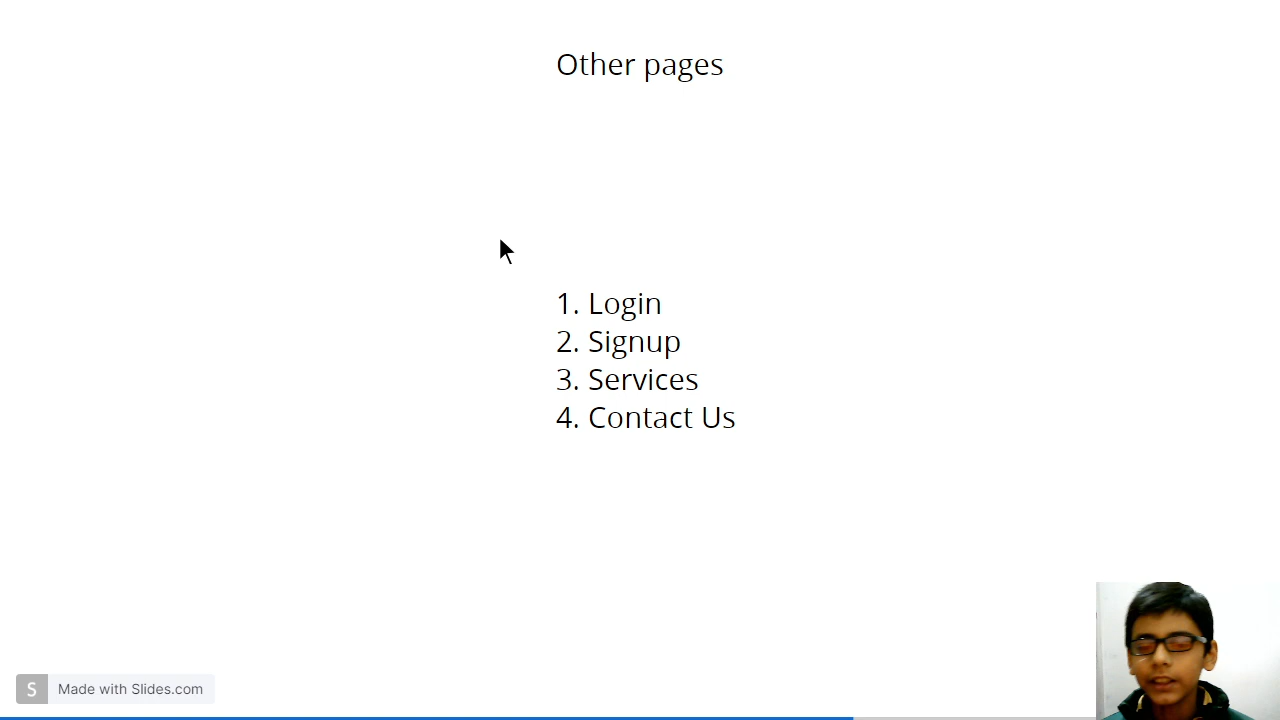 Other pages
1. Login
2. Signup
3. Services
4. Contact Us
S Made with Slides.com